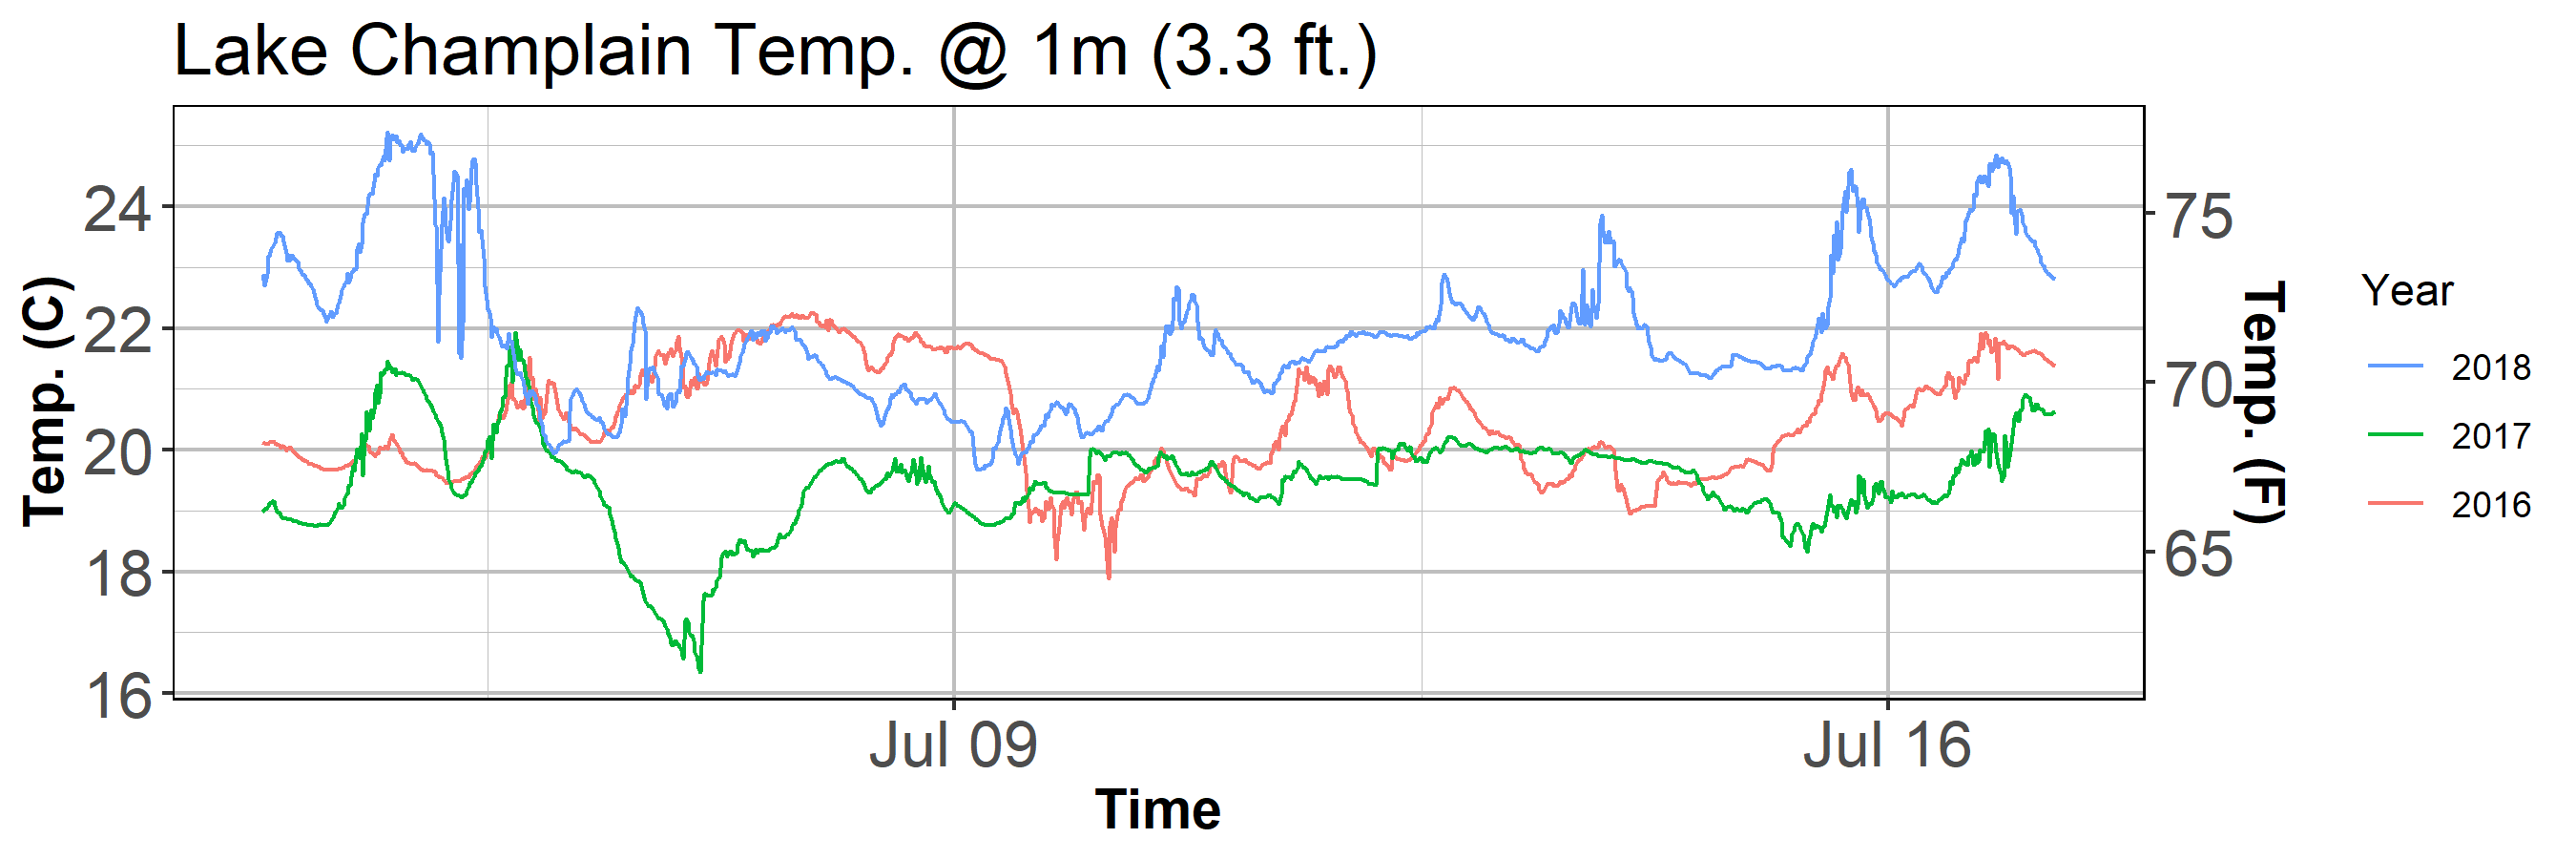 Lake Champlain Temp. @ 1m (3.3 ft.)
Temp. (C)
24
22
20
18
16
75
70
65
Temp. (F)
Jul 09
Jul 16
Time
Year
2018
2017
2016